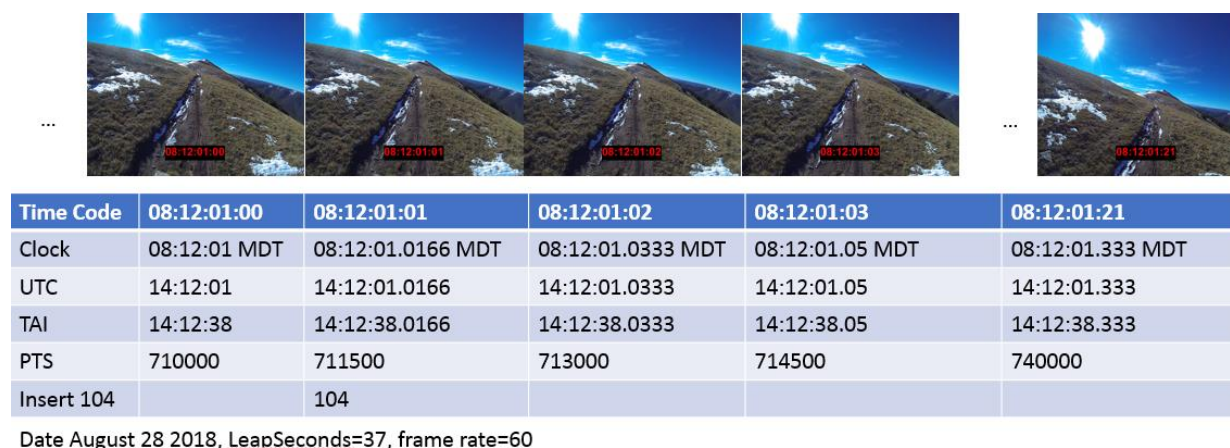 ...
08:12:01:00 08:12:01:01 08:12:01:02 08:12:01:03 ... 08:12:01:21
Time Code 08:12:01:00 08:12:01:01 08:12:01:02 08:12:01:03 08:12:01:21
Clock 08:12:01 MDT 08:12:01.0166 MDT 08:12:01.0333 MDT 08:12:01.05 MDT 08:12:01.333 MDT
UTC 14:12:01 14:12:01.0166 14:12:01.0333 14:12:01.05 14:12:01.333
TAI 14:12:38 14:12:38.0166 14:12:38.0333 14:12:38.05 14:12:38.333
PTS 710000 711500 713000 714500 740000
Insert 104 104
Date August 28 2018, LeapSeconds=37, frame rate=60